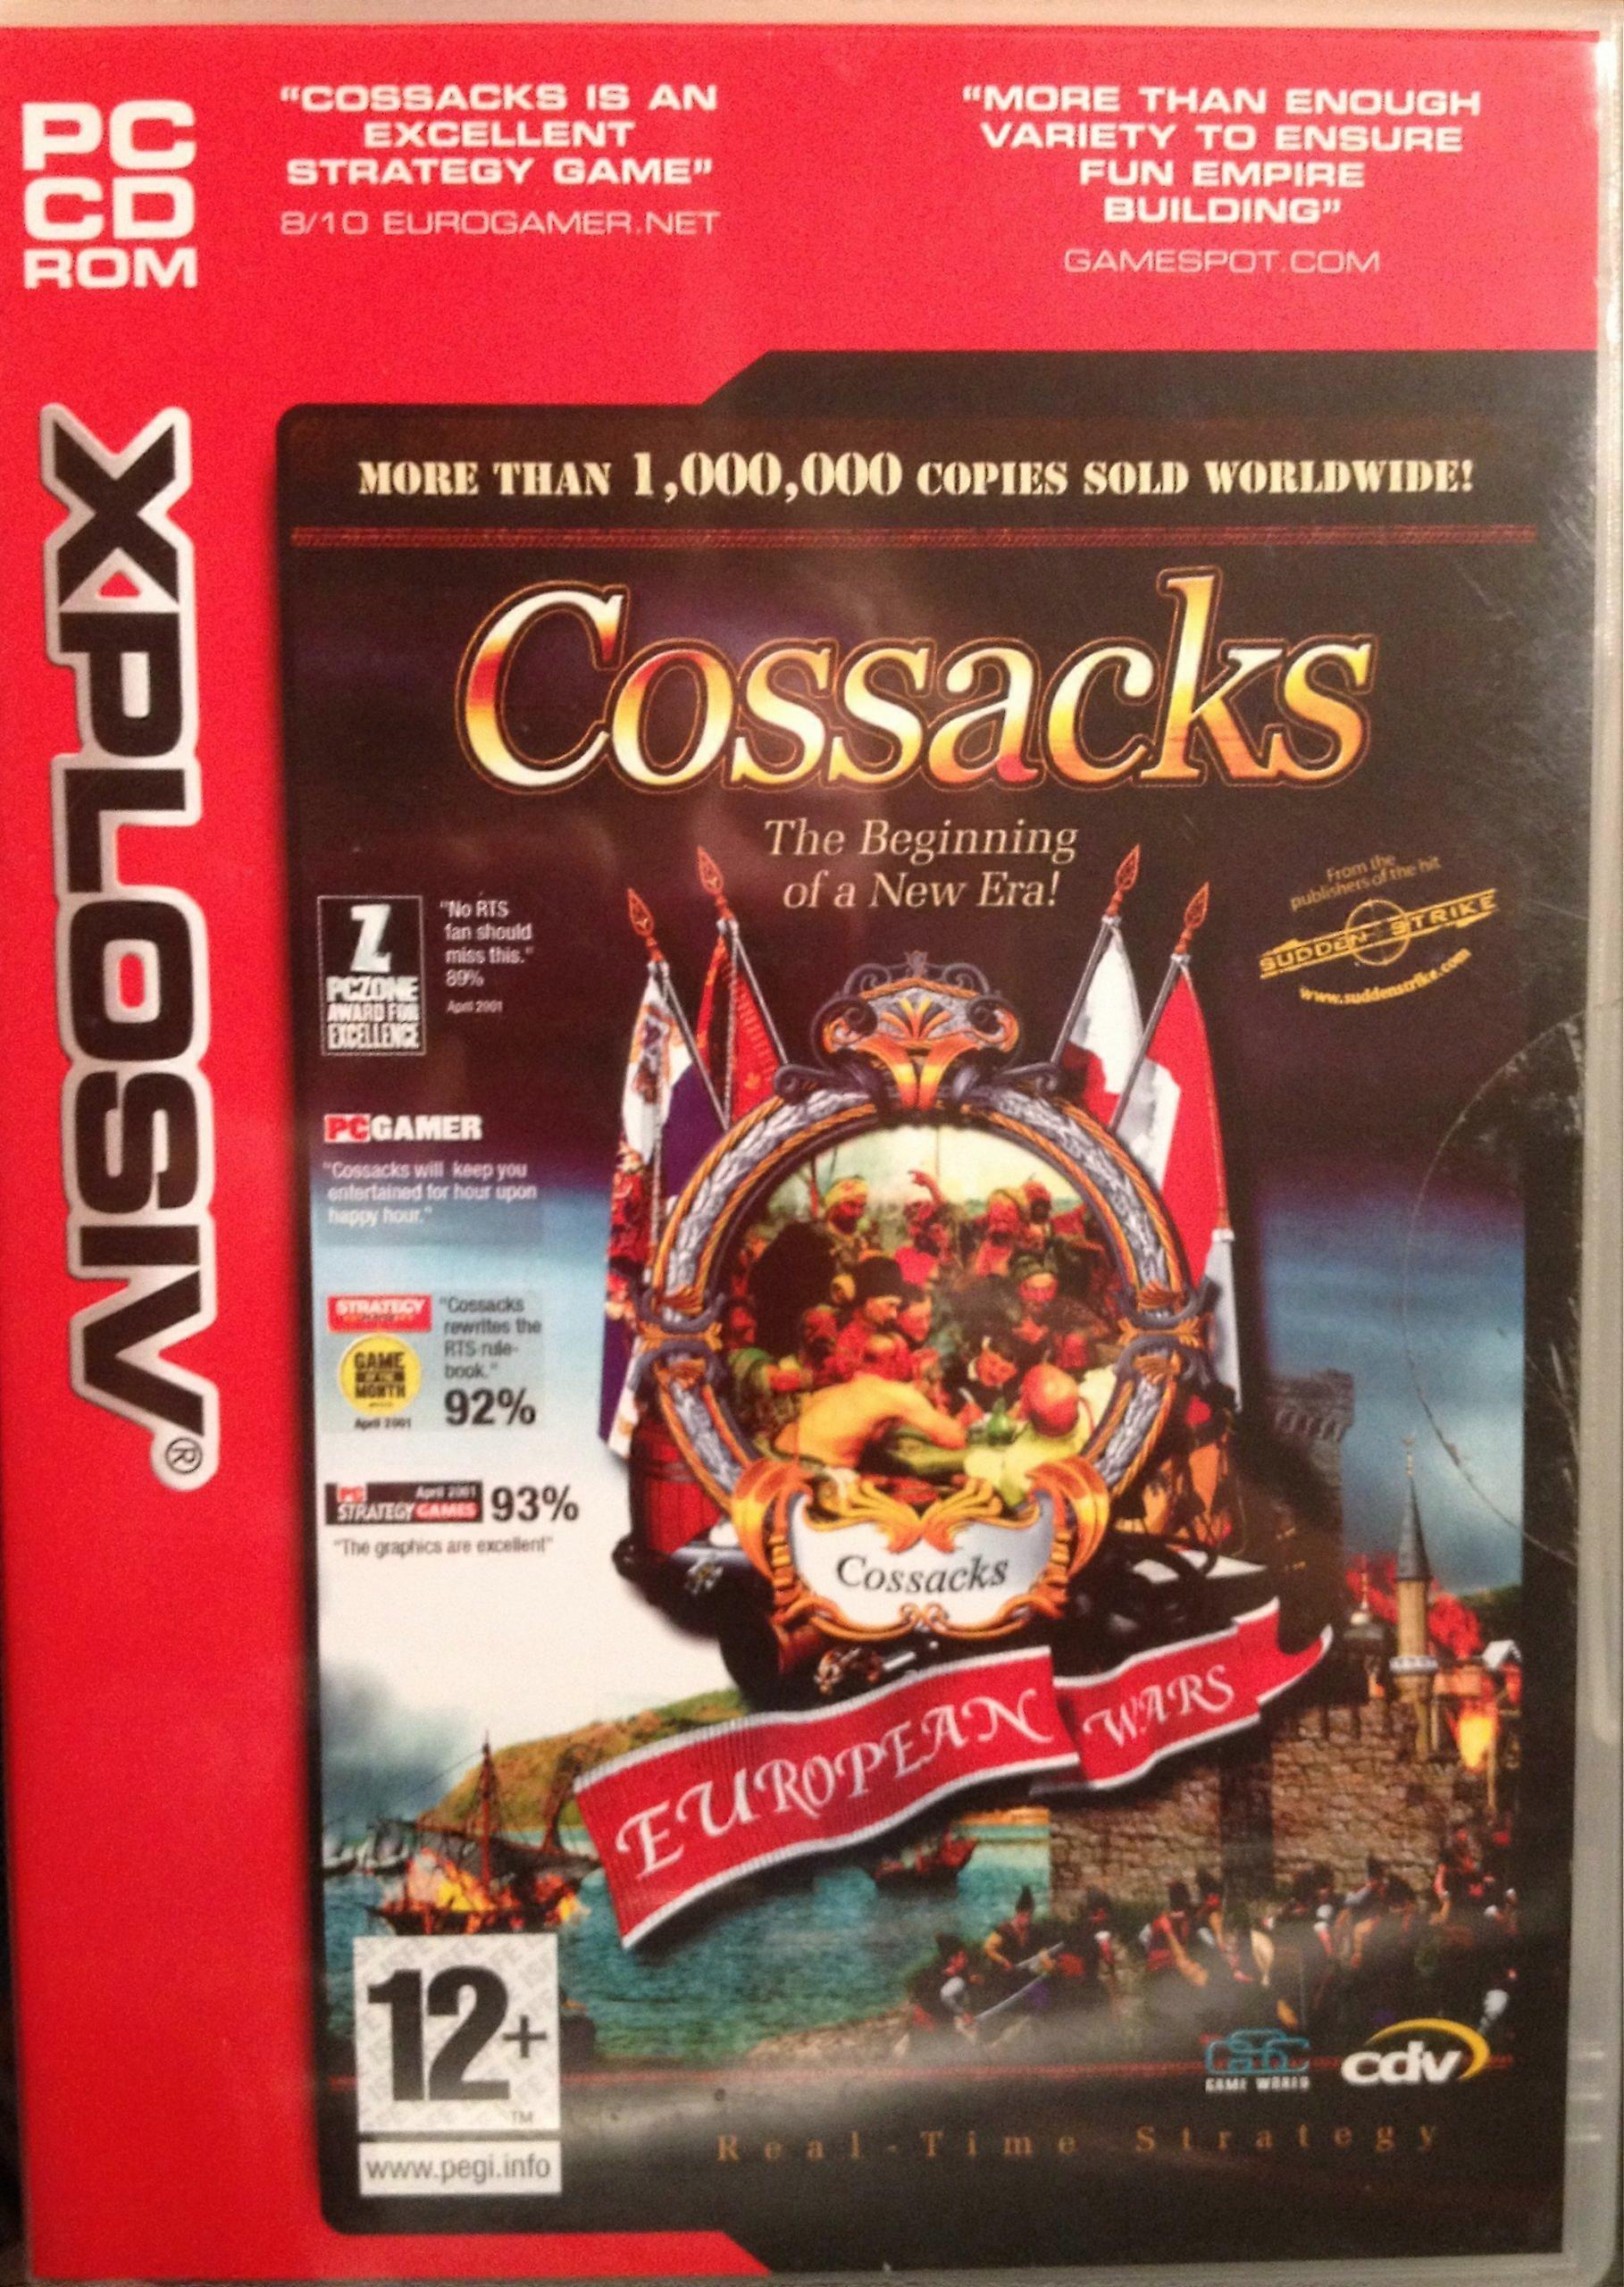 PC
CD
ROM
"COSSACKS IS AN
EXCELLENT
STRATEGY GAME"
8/10 EUROGAMER.NET
"MORE THAN ENOUGH
VARIETY TO ENSURE
FUN EMPIRE
BUILDING"
GAMESPOT.COM
XPLOSIV®
MORE THAN 1,000,000 COPIES SOLD WORLDWIDE!
Cossacks
The Beginning
of a New Era!
From the
publishers of the hit
SUDDEN STRIKE
www.suddenstrike.com
Z
PCZONE
AWARD FOR
EXCELLENCE
"No RTS
fan should
miss this."
89%
April 2001
PCGAMER
"Cossacks will keep you
entertained for hour upon
happy hour."
STRATEGY
GAME
OF THE
MONTH
April 2001
"Cossacks
rewrites the
RTS rule-
book."
92%
PC April 2001
STRATEGY GAMES
93%
"The graphics are excellent"
Cossacks
EUROPEAN WARS
12+
TM
www.pegi.info
GSC
GAME WORLD
cdv
Real-Time Strategy